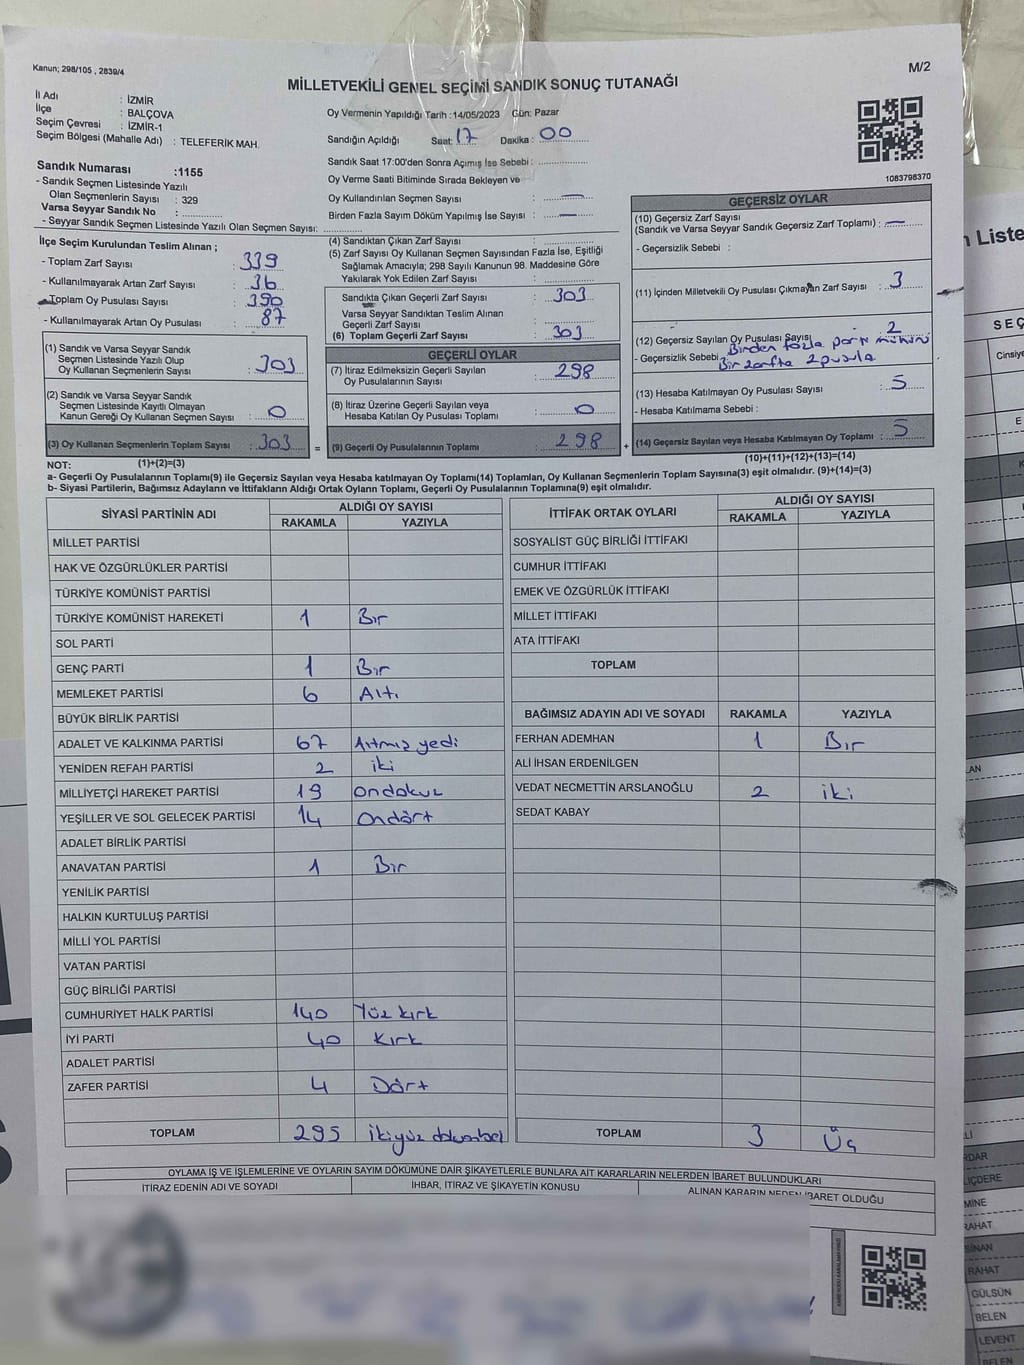 Kanun; 298/105 , 2839/4
M/2
MİLLETVEKİLİ GENEL SEÇİMİ SANDIK SONUÇ TUTANAĞI
İl Adı : İZMİR
İlçe : BALÇOVA
Seçim Çevresi : İZMİR-1
Seçim Bölgesi (Mahalle Adı) : TELEFERİK MAH.
Oy Vermenin Yapıldığı Tarih :14/05/2023 Gün: Pazar
Sandığın Açıldığı Saat: 17 Dakika : 00
Sandık Saat 17:00'den Sonra Açımış İse Sebebi :
Oy Verme Saati Bitiminde Sırada Bekleyen ve
Oy Kullandırılan Seçmen Sayısı : —
Birden Fazla Sayım Döküm Yapılmış İse Sayısı : —
1083798370
Sandık Numarası :1155
- Sandık Seçmen Listesinde Yazılı
Olan Seçmenlerin Sayısı : 329
Varsa Seyyar Sandık No :
- Seyyar Sandık Seçmen Listesinde Yazılı Olan Seçmen Sayısı:
İlçe Seçim Kurulundan Teslim Alınan ;
- Toplam Zarf Sayısı : 339
- Kullanılmayarak Artan Zarf Sayısı : 36
- Toplam Oy Pusulası Sayısı : 390
- Kullanılmayarak Artan Oy Pusulası : 87
(1) Sandık ve Varsa Seyyar Sandık
Seçmen Listesinde Yazılı Olup
Oy Kullanan Seçmenlerin Sayısı : 303
(2) Sandık ve Varsa Seyyar Sandık
Seçmen Listesinde Kayıtlı Olmayan
Kanun Gereği Oy Kullanan Seçmen Sayısı : 0
(3) Oy Kullanan Seçmenlerin Toplam Sayısı : 303 =
(1)+(2)=(3)
(4) Sandıktan Çıkan Zarf Sayısı :
(5) Zarf Sayısı Oy Kullanan Seçmen Sayısından Fazla İse, Eşitliği
Sağlamak Amacıyla; 298 Sayılı Kanunun 98. Maddesine Göre
Yakılarak Yok Edilen Zarf Sayısı :
Sandıkta Çıkan Geçerli Zarf Sayısı : 303
Varsa Seyyar Sandıktan Teslim Alınan
Geçerli Zarf Sayısı :
(6) Toplam Geçerli Zarf Sayısı : 303
GEÇERLİ OYLAR
(7) İtiraz Edilmeksizin Geçerli Sayılan
Oy Pusulalarının Sayısı : 298
(8) İtiraz Üzerine Geçerli Sayılan veya
Hesaba Katılan Oy Pusulası Toplamı : 0
(9) Geçerli Oy Pusulalarının Toplamı : 298 +
GEÇERSİZ OYLAR
(10) Geçersiz Zarf Sayısı
(Sandık ve Varsa Seyyar Sandık Geçersiz Zarf Toplamı) : —
- Geçersizlik Sebebi :
(11) İçinden Milletvekili Oy Pusulası Çıkmayan Zarf Sayısı : 3
(12) Geçersiz Sayılan Oy Pusulası Sayısı : 2
- Geçersizlik Sebebi : Birden fazla parti mühürü
Bir zarfta 2 pusula
(13) Hesaba Katılmayan Oy Pusulası Sayısı : 5
- Hesaba Katılmama Sebebi :
(14) Geçersiz Sayılan veya Hesaba Katılmayan Oy Toplamı : 5
(10)+(11)+(12)+(13)=(14)
NOT:
a- Geçerli Oy Pusulalarının Toplamı(9) ile Geçersiz Sayılan veya Hesaba katılmayan Oy Toplamı(14) Toplamları, Oy Kullanan Seçmenlerin Toplam Sayısına(3) eşit olmalıdır. (9)+(14)=(3)
b- Siyasi Partilerin, Bağımsız Adayların ve İttifakların Aldığı Ortak Oyların Toplamı, Geçerli Oy Pusulalarının Toplamına(9) eşit olmalıdır.
SİYASİ PARTİNİN ADI ALDIĞI OY SAYISI
RAKAMLA YAZIYLA
MİLLET PARTİSİ
HAK VE ÖZGÜRLÜKLER PARTİSİ
TÜRKİYE KOMÜNİST PARTİSİ
TÜRKİYE KOMÜNİST HAREKETİ 1 Bir
SOL PARTİ
GENÇ PARTİ 1 Bir
MEMLEKET PARTİSİ 6 Altı
BÜYÜK BİRLİK PARTİSİ
ADALET VE KALKINMA PARTİSİ 67 Atmış yedi
YENİDEN REFAH PARTİSİ 2 iki
MİLLİYETÇİ HAREKET PARTİSİ 19 ondokuz
YEŞİLLER VE SOL GELECEK PARTİSİ 14 Ondört
ADALET BİRLİK PARTİSİ
ANAVATAN PARTİSİ 1 Bir
YENİLİK PARTİSİ
HALKIN KURTULUŞ PARTİSİ
MİLLİ YOL PARTİSİ
VATAN PARTİSİ
GÜÇ BİRLİĞİ PARTİSİ
CUMHURİYET HALK PARTİSİ 140 Yüz kırk
İYİ PARTİ 40 Kırk
ADALET PARTİSİ
ZAFER PARTİSİ 4 Dört
TOPLAM 295 ikiyüz doksanbeş
İTTİFAK ORTAK OYLARI ALDIĞI OY SAYISI
RAKAMLA YAZIYLA
SOSYALİST GÜÇ BİRLİĞİ İTTİFAKI
CUMHUR İTTİFAKI
EMEK VE ÖZGÜRLÜK İTTİFAKI
MİLLET İTTİFAKI
ATA İTTİFAKI
TOPLAM
BAĞIMSIZ ADAYIN ADI VE SOYADI RAKAMLA YAZIYLA
FERHAN ADEMHAN 1 Bir
ALİ İHSAN ERDENİLGEN
VEDAT NECMETTİN ARSLANOĞLU 2 iki
SEDAT KABAY
TOPLAM 3 Üç
OYLAMA İŞ VE İŞLEMLERİNE VE OYLARIN SAYIM DÖKÜMÜNE DAİR ŞİKAYETLERLE BUNLARA AİT KARARLARIN NELERDEN İBARET BULUNDUKLARI
İTİRAZ EDENİN ADI VE SOYADI İHBAR, İTİRAZ VE ŞİKAYETİN KONUSU ALINAN KARARIN NEDEN İBARET OLDUĞU
Liste
SEÇ
Cinsiye
LAN
RDAR
MİNE
RAHAT
SİNAN
RAHAT
GÜLSÜN
BELEN
LEVENT
BELEN